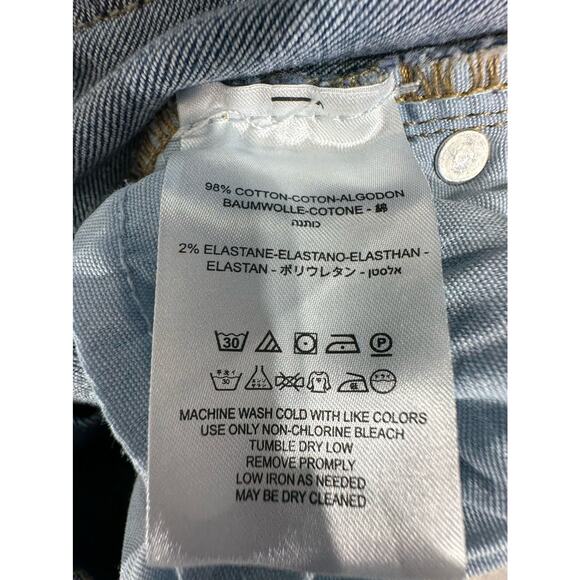 98% COTTON-COTON-ALGODON
BAUMWOLLE-COTONE - 綿
כותנה
2% ELASTANE-ELASTANO-ELASTHAN -
ELASTAN - ポリウレタン - אלסטן
30 P
30
MACHINE WASH COLD WITH LIKE COLORS
USE ONLY NON-CHLORINE BLEACH
TUMBLE DRY LOW
REMOVE PROMPLY
LOW IRON AS NEEDED
MAY BE DRY CLEANED